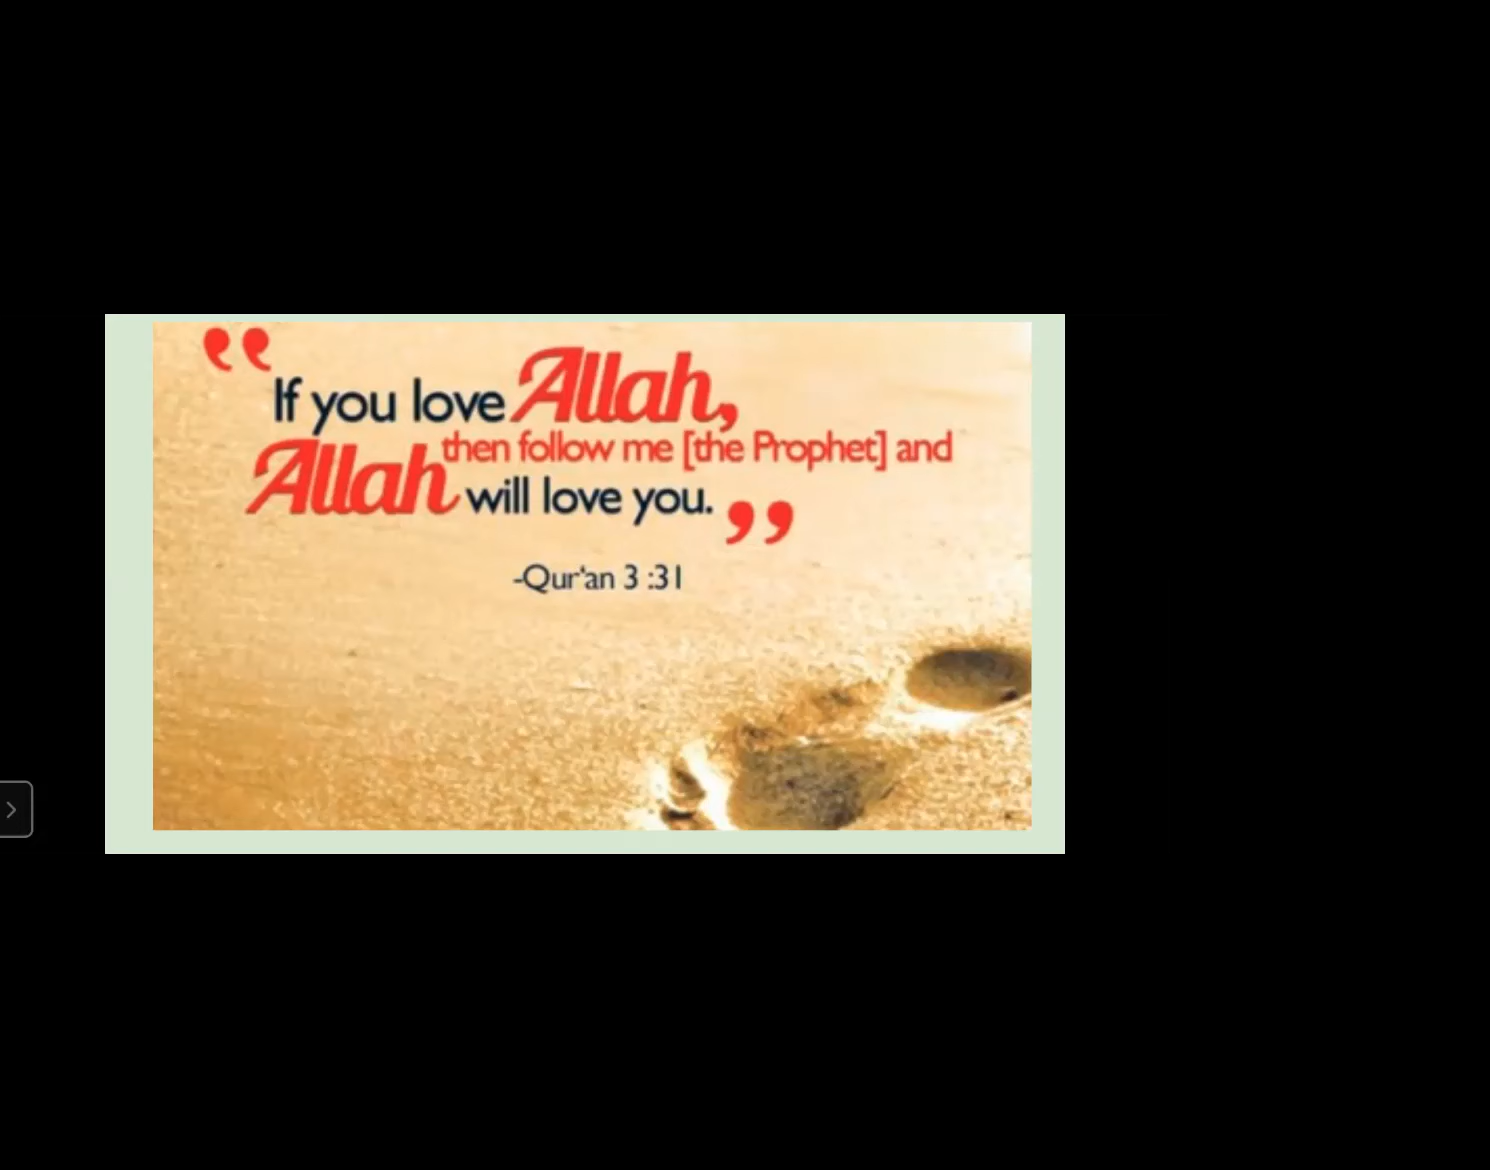 “
If you love Allah,
then follow me [the Prophet] and
Allah will love you. ”
-Qur'an 3 :31